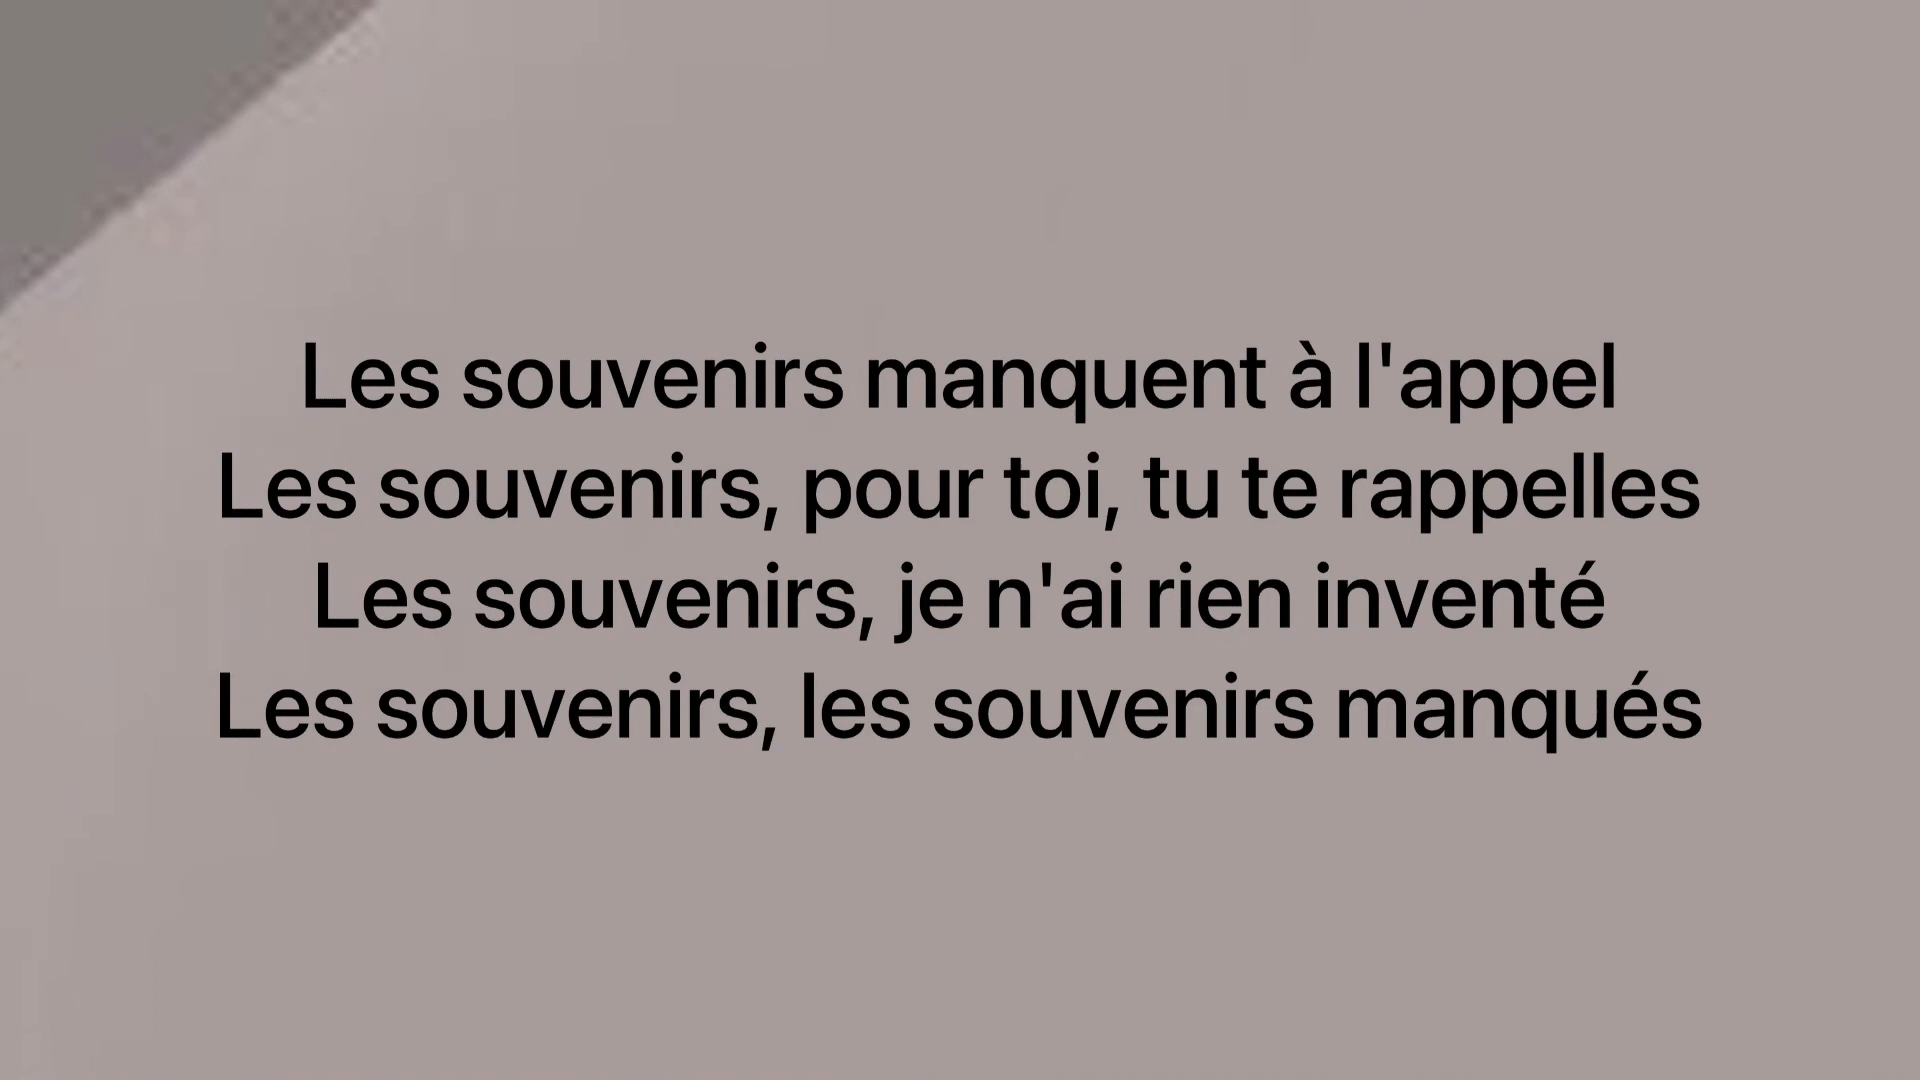 Les souvenirs manquent à l'appel
Les souvenirs, pour toi, tu te rappelles
Les souvenirs, je n'ai rien inventé
Les souvenirs, les souvenirs manqués